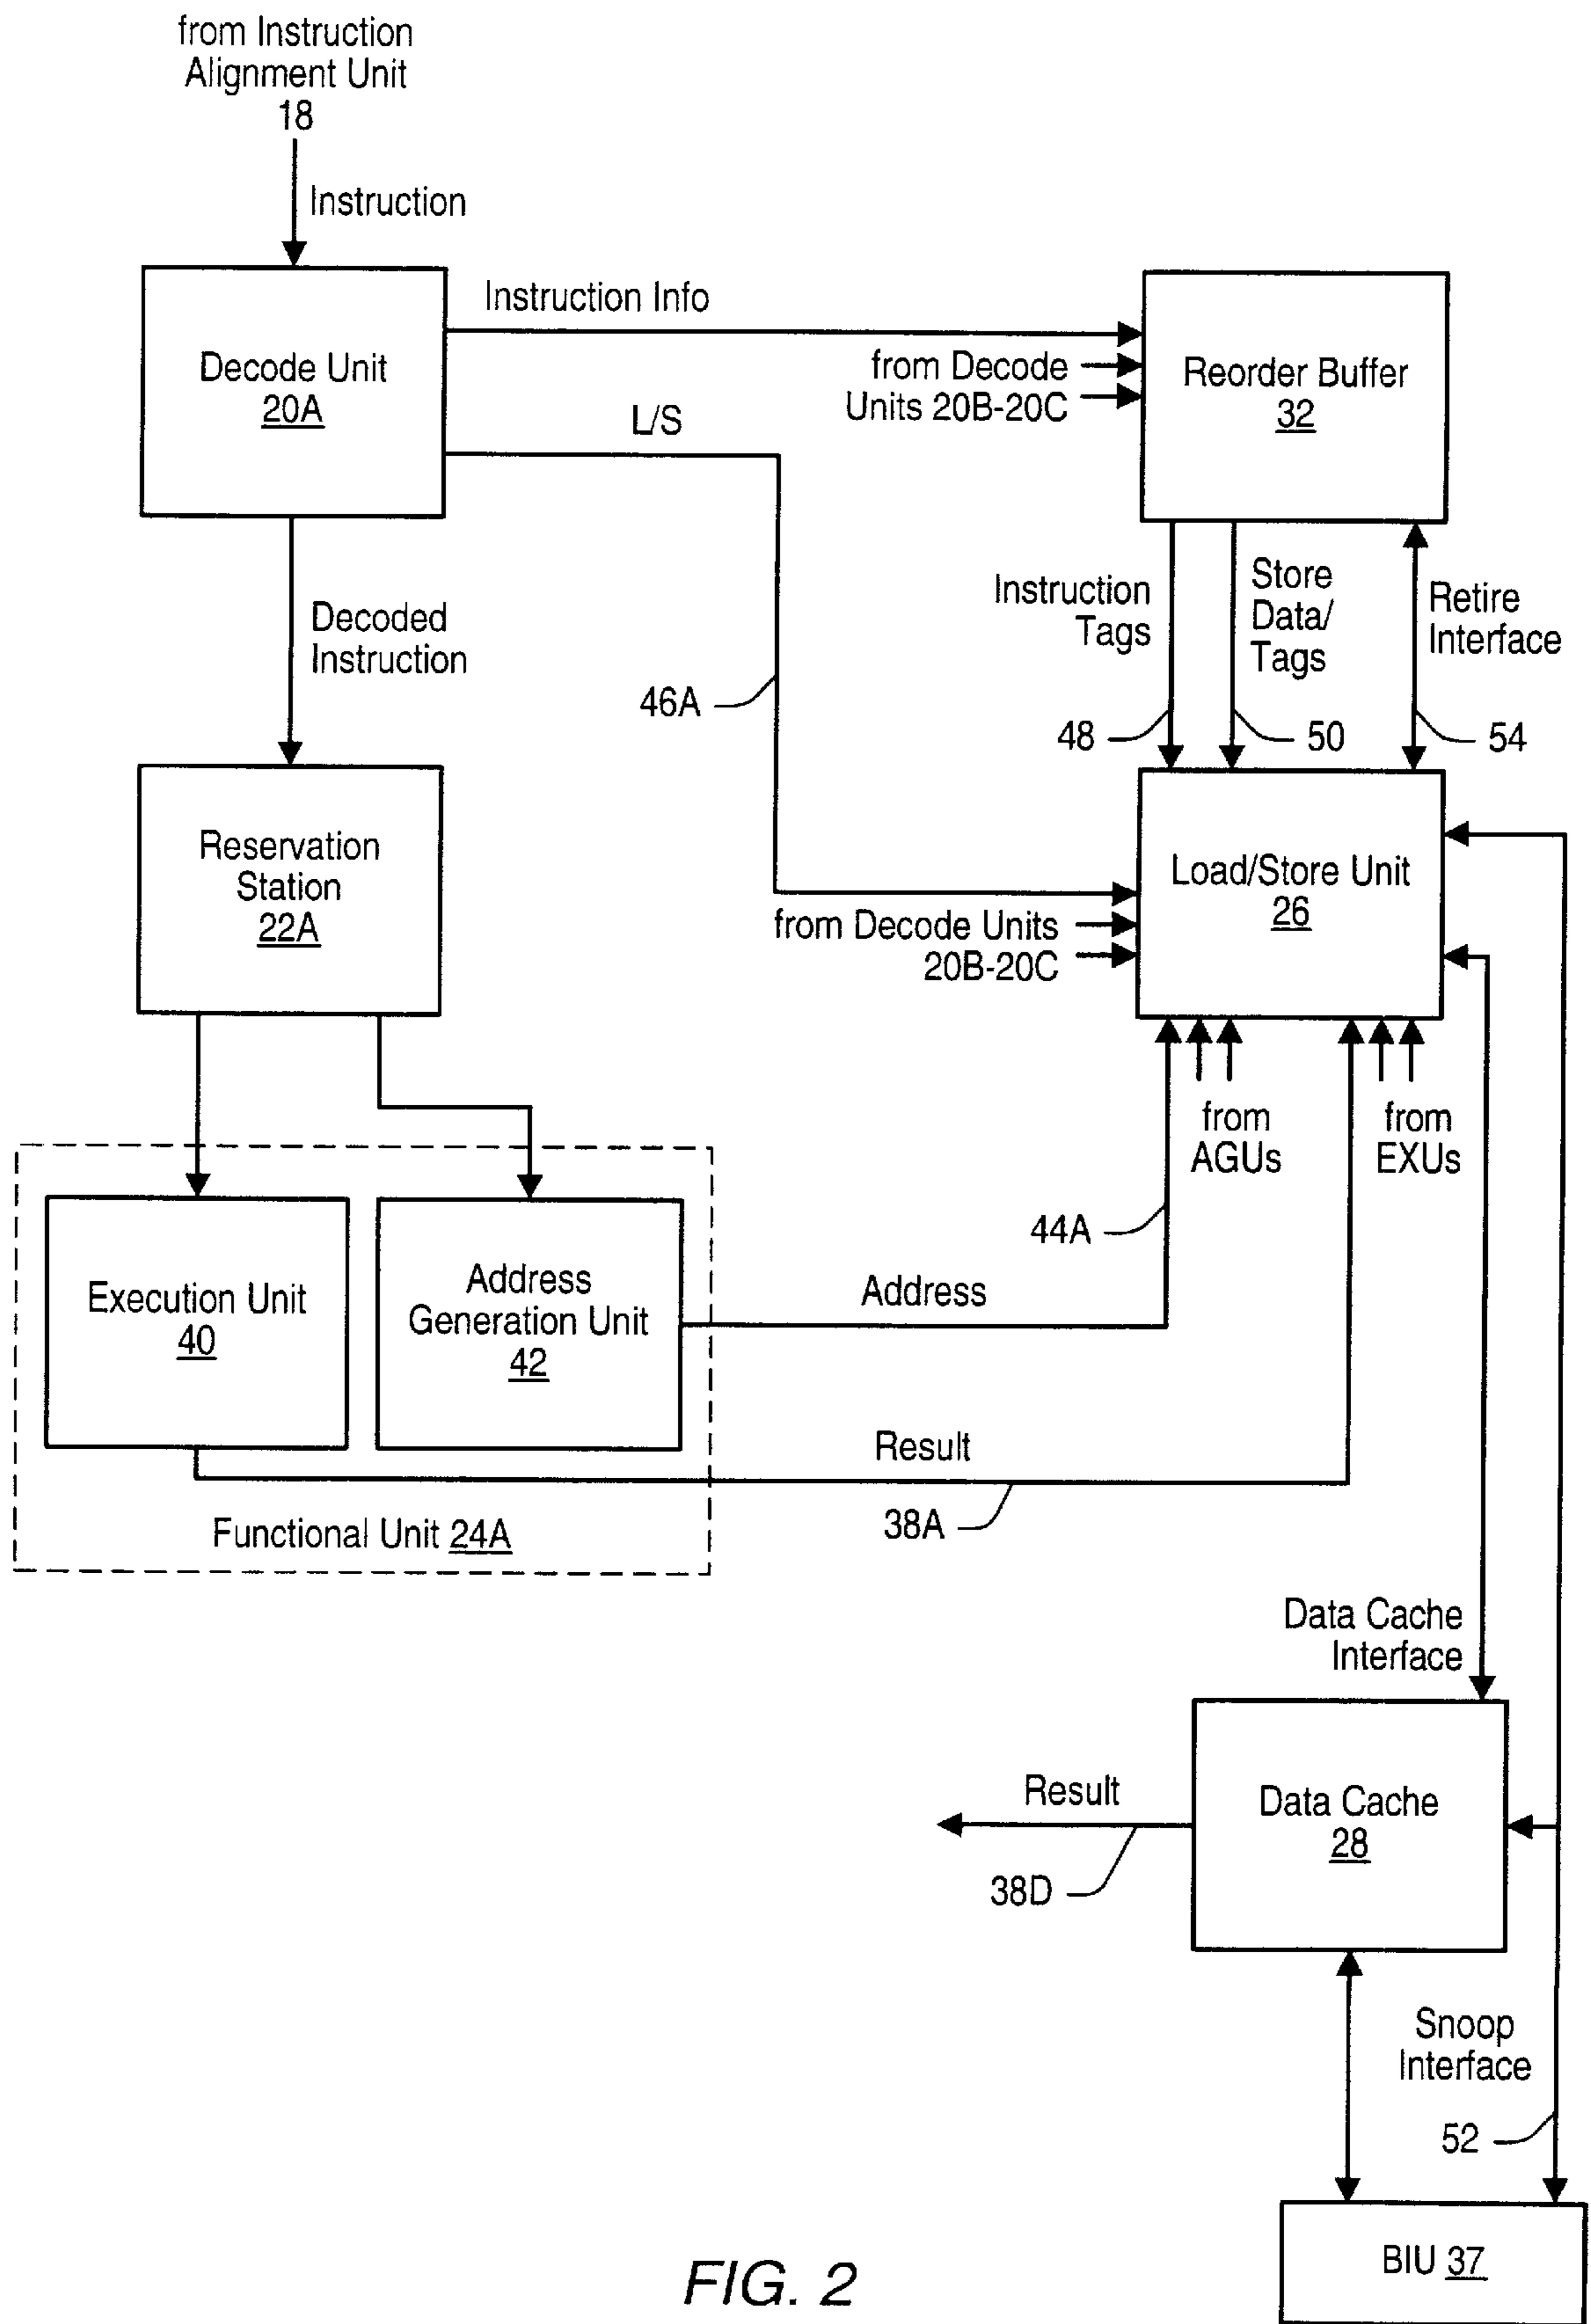 from Instruction
Alignment Unit
18
Instruction
Decode Unit
20A
Instruction Info
from Decode
Units 20B-20C
Reorder Buffer
32
L/S
Decoded
Instruction
46A
Instruction
Tags
Store
Data/
Tags
Retire
Interface
48
50
54
Reservation
Station
22A
Load/Store Unit
26
from Decode Units
20B-20C
from
AGUs
from
EXUs
44A
Execution Unit
40
Address
Generation Unit
42
Address
Result
38A
Functional Unit 24A
Data Cache
Interface
Result
38D
Data Cache
28
Snoop
Interface
52
BIU 37
FIG. 2